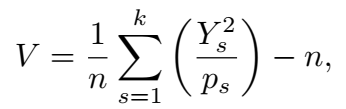 V = \frac{1}{n} \sum_{s=1}^{k} \left( \frac{Y_s^2}{p_s} \right) - n,